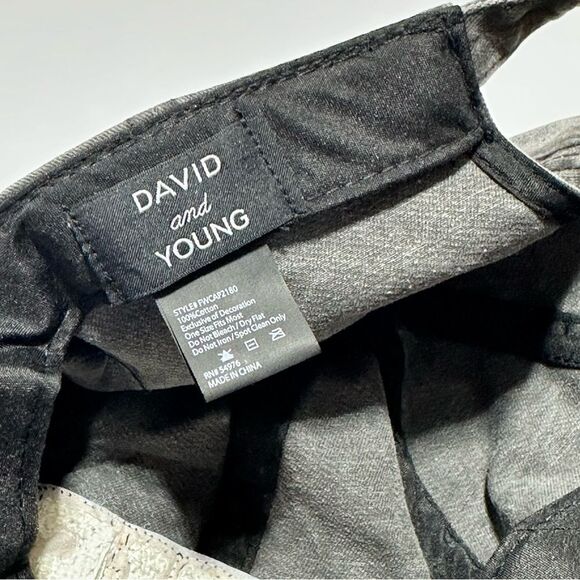 DAVID
and
YOUNG
STYLE# FWCAP2180
100%Cotton
Exclusive of Decoration
One Size Fits Most
Do Not Bleach / Dry Flat
Do Not Iron / Spot Clean Only
RN# 54976
MADE IN CHINA